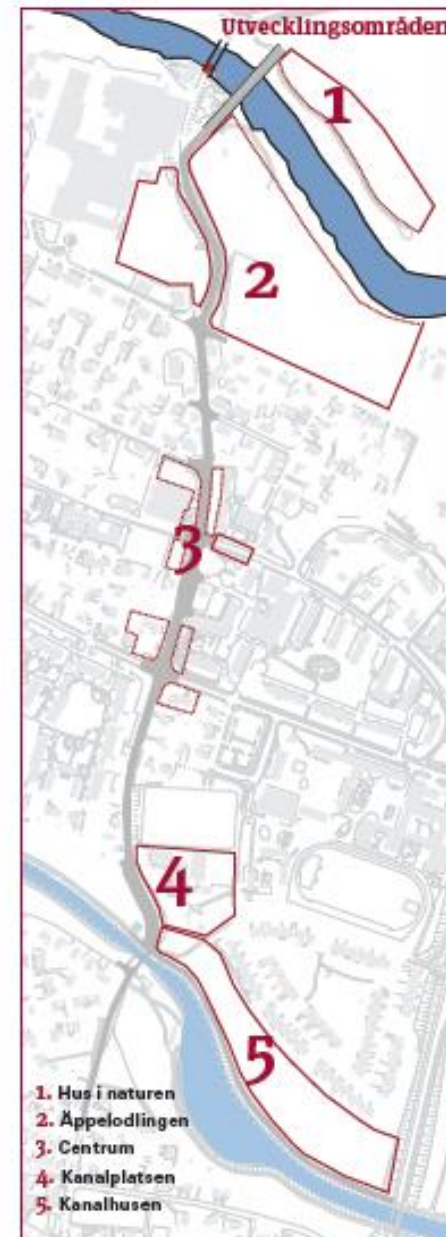 Utvecklingsområden
1
2
3
4
5
1. Hus i naturen
2. Äppelodlingen
3. Centrum
4. Kanalplatsen
5. Kanalhusen